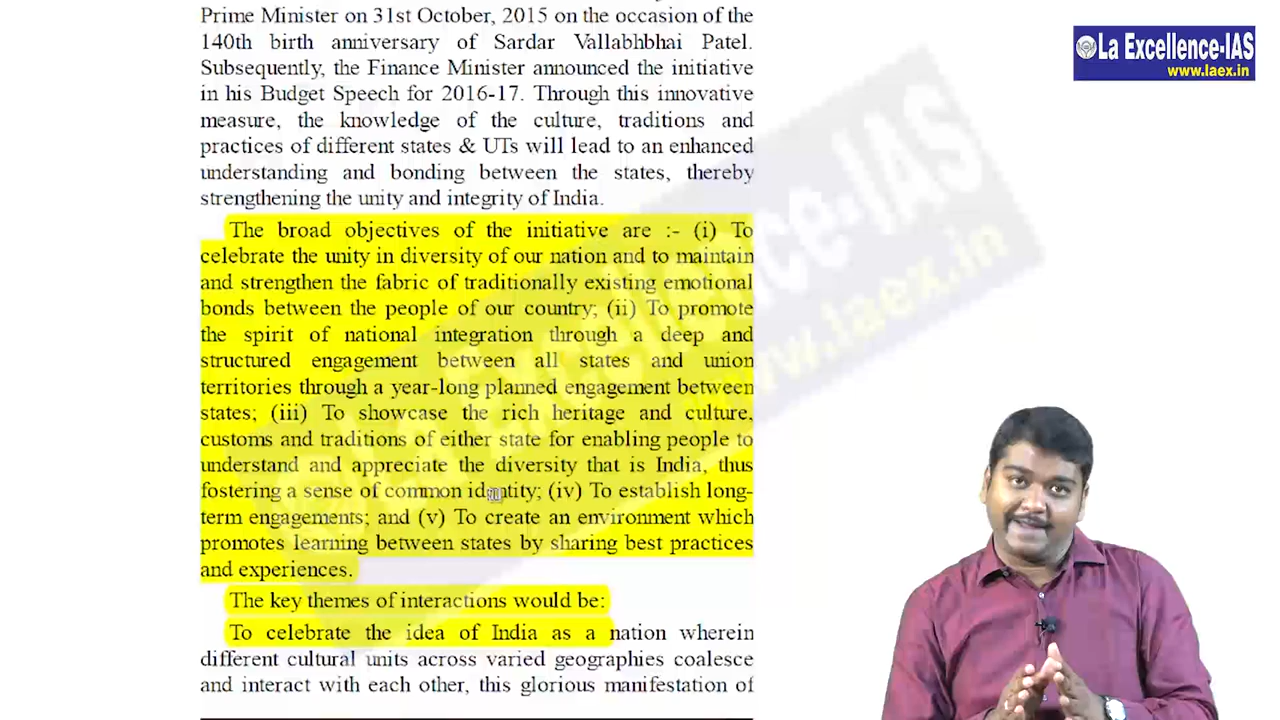 Prime Minister on 31st October, 2015 on the occasion of the
140th birth anniversary of Sardar Vallabhbhai Patel.
Subsequently, the Finance Minister announced the initiative
in his Budget Speech for 2016-17. Through this innovative
measure, the knowledge of the culture, traditions and
practices of different states & UTs will lead to an enhanced
understanding and bonding between the states, thereby
strengthening the unity and integrity of India.
The broad objectives of the initiative are :- (i) To
celebrate the unity in diversity of our nation and to maintain
and strengthen the fabric of traditionally existing emotional
bonds between the people of our country; (ii) To promote
the spirit of national integration through a deep and
structured engagement between all states and union
territories through a year-long planned engagement between
states; (iii) To showcase the rich heritage and culture,
customs and traditions of either state for enabling people to
understand and appreciate the diversity that is India, thus
fostering a sense of common identity; (iv) To establish long-
term engagements; and (v) To create an environment which
promotes learning between states by sharing best practices
and experiences.
The key themes of interactions would be:
To celebrate the idea of India as a nation wherein
different cultural units across varied geographies coalesce
and interact with each other, this glorious manifestation of
La Excellence-IAS
www.laex.in
La Excellence-IAS
www.laex.in